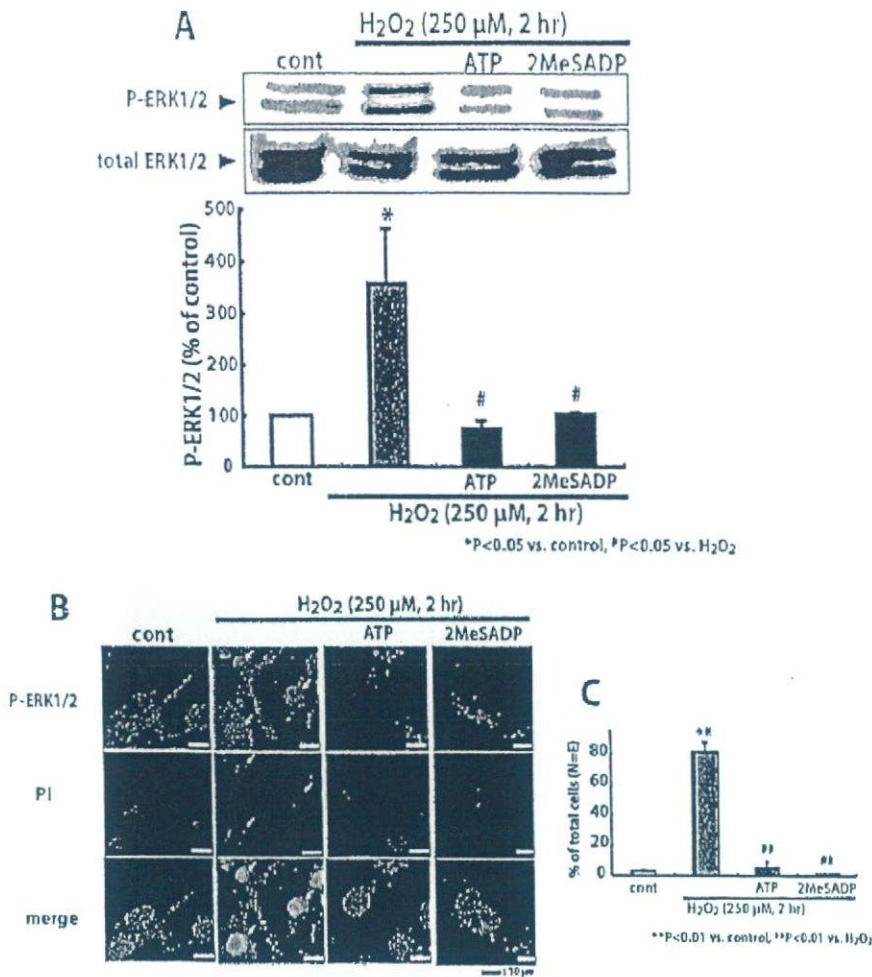 A
H2O2 (250 µM, 2 hr)
cont ATP 2MeSADP
P-ERK1/2
total ERK1/2
P-ERK1/2 (% of control)
500
400
300
200
100
0
*
#
#
cont ATP 2MeSADP
H2O2 (250 µM, 2 hr)
*P<0.05 vs. control, #P<0.05 vs. H2O2
B
H2O2 (250 µM, 2 hr)
cont ATP 2MeSADP
P-ERK1/2
PI
merge
C
% of total cells (N=E)
80
60
40
20
0
**
##
##
cont ATP 2MeSADP
H2O2 (250 µM, 2 hr)
**P<0.01 vs. control, ##P<0.01 vs. H2O2